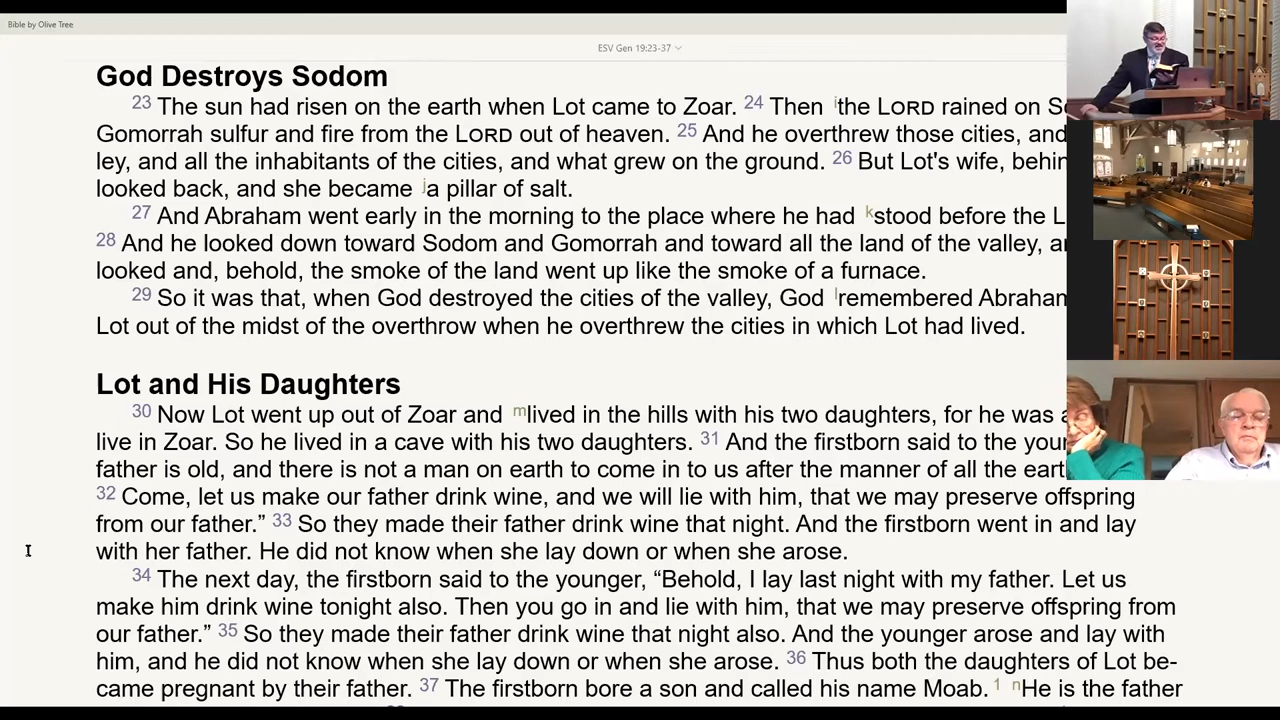 Bible by Olive Tree
ESV Gen 19:23-37
God Destroys Sodom
23 The sun had risen on the earth when Lot came to Zoar. 24 Then i the LORD rained on
Gomorrah sulfur and fire from the LORD out of heaven. 25 And he overthrew those cities, and
ley, and all the inhabitants of the cities, and what grew on the ground. 26 But Lot's wife,
looked back, and she became j a pillar of salt.
27 And Abraham went early in the morning to the place where he had k stood before the
28 And he looked down toward Sodom and Gomorrah and toward all the land of the valley,
looked and, behold, the smoke of the land went up like the smoke of a furnace.
29 So it was that, when God destroyed the cities of the valley, God l remembered Abraham
Lot out of the midst of the overthrow when he overthrew the cities in which Lot had lived.
Lot and His Daughters
30 Now Lot went up out of Zoar and m lived in the hills with his two daughters, for he was
live in Zoar. So he lived in a cave with his two daughters. 31 And the firstborn said to the
father is old, and there is not a man on earth to come in to us after the manner of all the
32 Come, let us make our father drink wine, and we will lie with him, that we may preserve offspring
from our father.” 33 So they made their father drink wine that night. And the firstborn went in and lay
with her father. He did not know when she lay down or when she arose.
34 The next day, the firstborn said to the younger, “Behold, I lay last night with my father. Let us
make him drink wine tonight also. Then you go in and lie with him, that we may preserve offspring from
our father.” 35 So they made their father drink wine that night also. And the younger arose and lay with
him, and he did not know when she lay down or when she arose. 36 Thus both the daughters of Lot be-
came pregnant by their father. 37 The firstborn bore a son and called his name Moab. 1 n He is the father